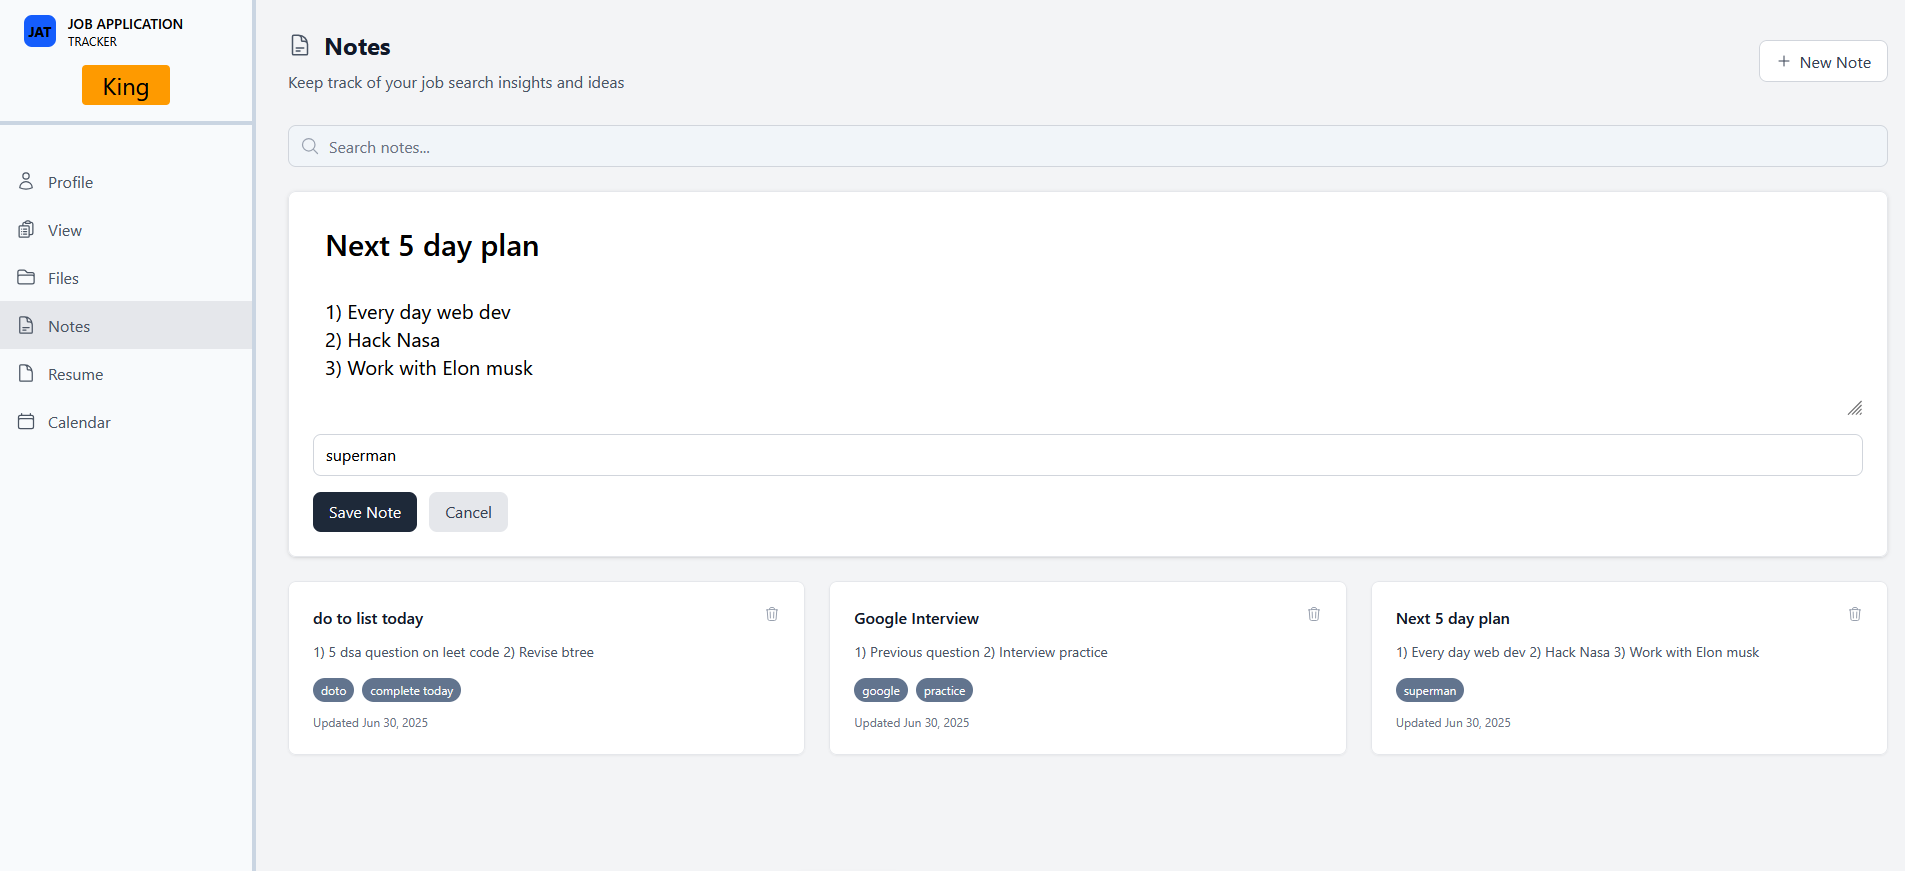 JAT
JOB APPLICATION
TRACKER
King
Profile
View
Files
Notes
Resume
Calendar
Notes
Keep track of your job search insights and ideas
+ New Note
Search notes...
Next 5 day plan
1) Every day web dev
2) Hack Nasa
3) Work with Elon musk
superman
Save Note
Cancel
do to list today
1) 5 dsa question on leet code 2) Revise btree
doto
complete today
Updated Jun 30, 2025
Google Interview
1) Previous question 2) Interview practice
google
practice
Updated Jun 30, 2025
Next 5 day plan
1) Every day web dev 2) Hack Nasa 3) Work with Elon musk
superman
Updated Jun 30, 2025